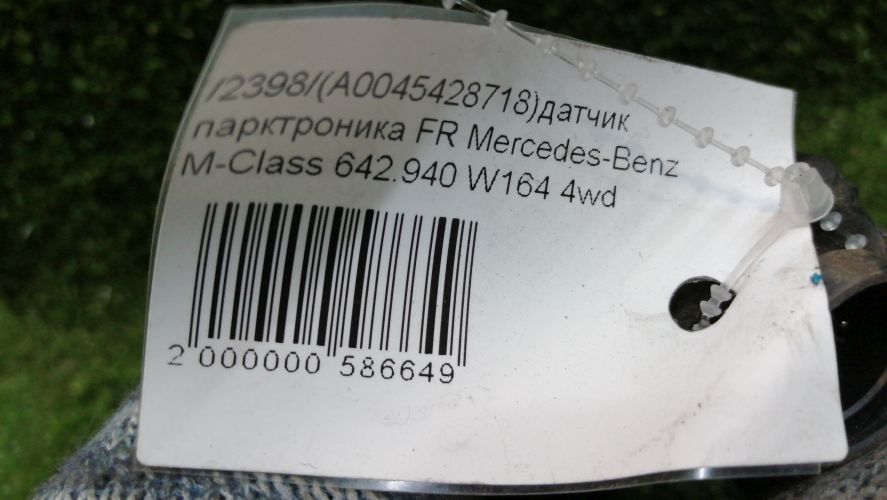 /2398/(A0045428718)датчик
парктроника FR Mercedes-Benz
M-Class 642.940 W164 4wd
2 000000 586649